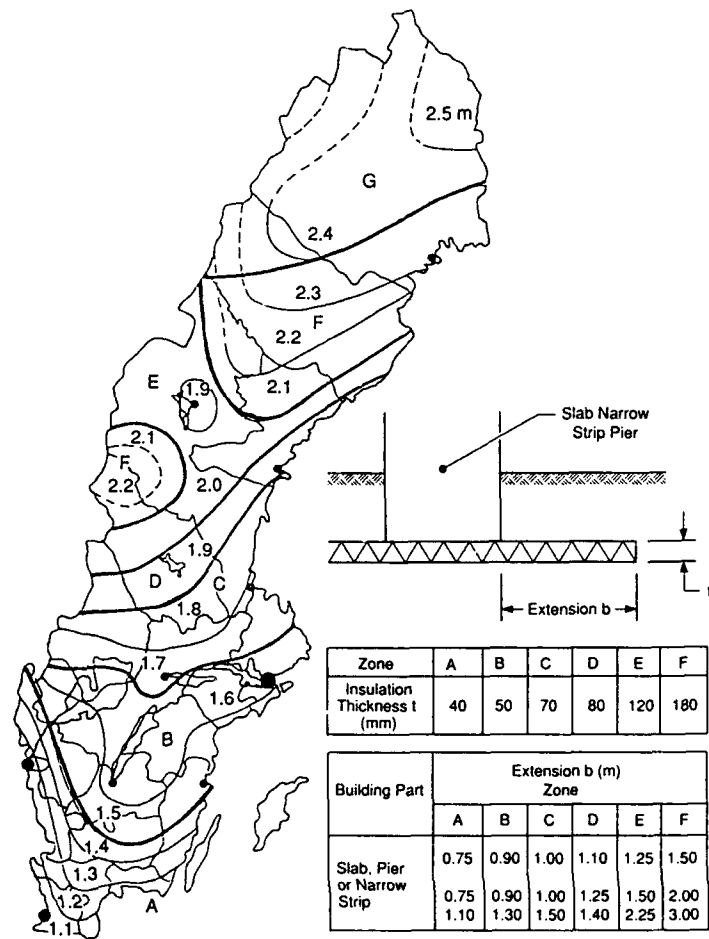 2.5 m
G
2.4
2.3
F
2.2
2.1
E
1.9
2.1
F
2.2
2.0
1.9
D
C
1.8
1.7
1.6
B
1.5
1.4
1.3
1.2
A
1.1
Slab Narrow
Strip Pier
t
Extension b
Zone A B C D E F
Insulation
Thickness t
(mm) 40 50 70 80 120 180
Building Part Extension b (m)
Zone
A B C D E F
Slab, Pier
or Narrow
Strip
0.75 0.90 1.00 1.10 1.25 1.50
0.75 0.90 1.00 1.25 1.50 2.00
1.10 1.30 1.50 1.40 2.25 3.00